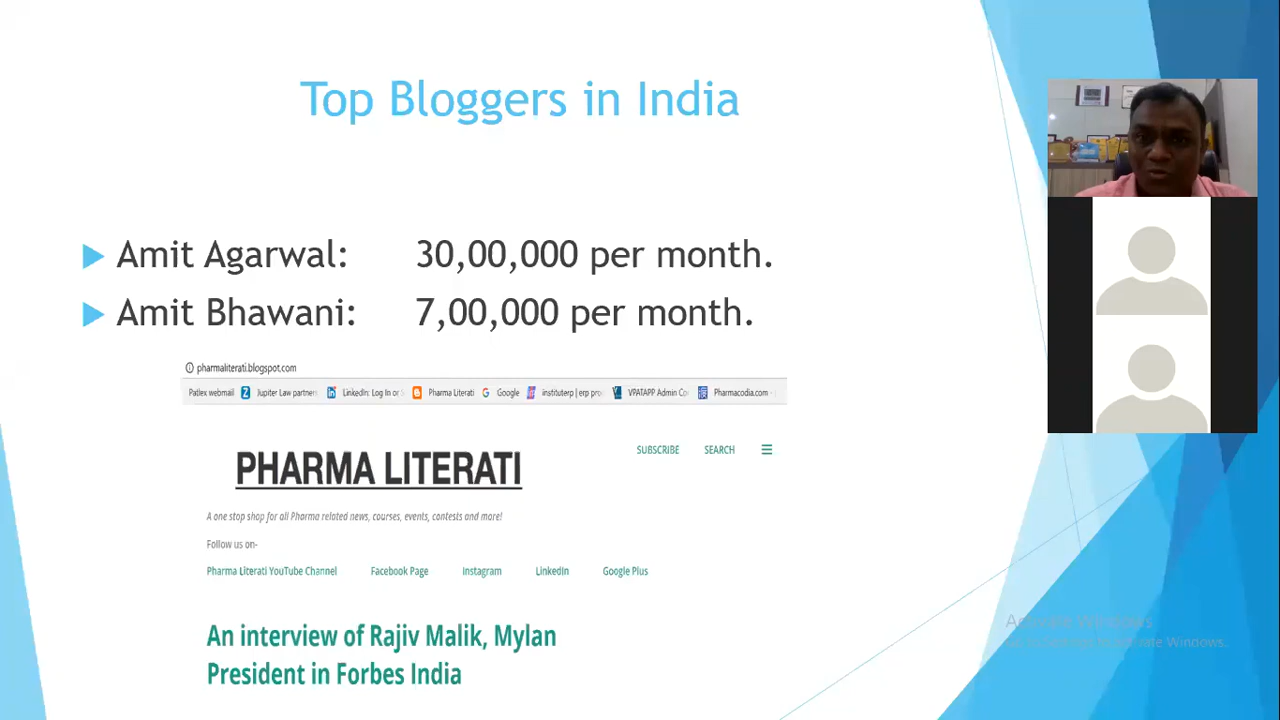 Top Bloggers in India
Amit Agarwal: 30,00,000 per month.
Amit Bhawani: 7,00,000 per month.
pharmaliterati.blogspot.com
Patlex webmail Jupiter Law partner LinkedIn: Log In or Pharma Literati Google instituterp | erp pro VPATAPP Admin Co Pharmacodia.com -
SUBSCRIBE SEARCH
PHARMA LITERATI
A one stop shop for all Pharma related news, courses, events, contests and more!
Follow us on-
Pharma Literati YouTube Channel Facebook Page Instagram Linkedin Google Plus
An interview of Rajiv Malik, Mylan
President in Forbes India
Activate Windows
Activate Windows.